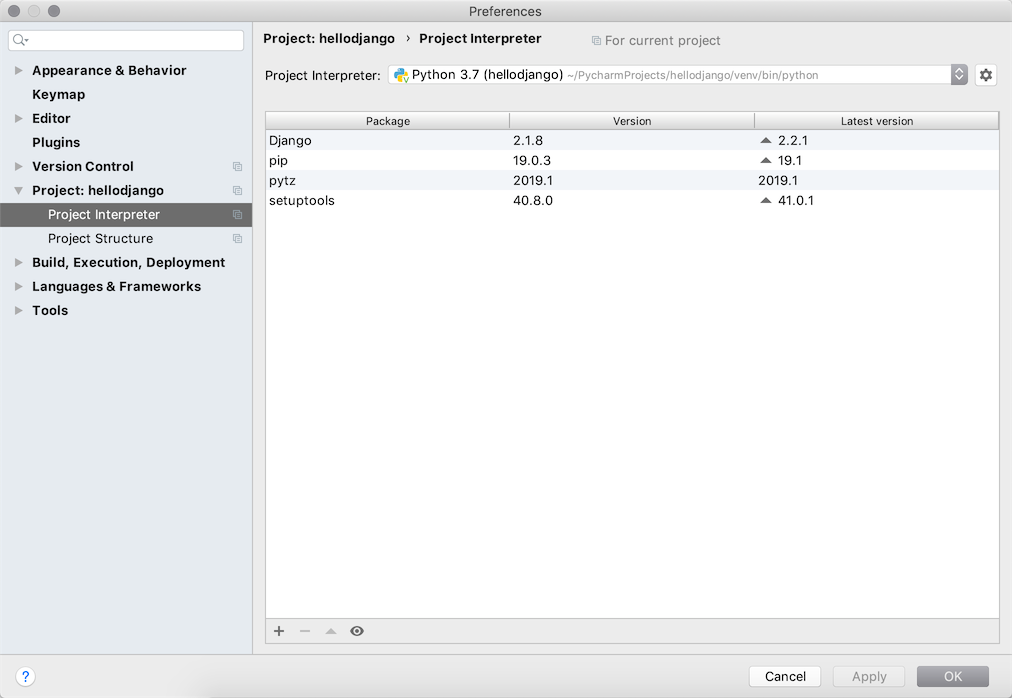 Preferences
Project: hellodjango › Project Interpreter For current project
Appearance & Behavior
Keymap
Editor
Plugins
Version Control
Project: hellodjango
Project Interpreter
Project Structure
Build, Execution, Deployment
Languages & Frameworks
Tools
Project Interpreter: Python 3.7 (hellodjango) ~/PycharmProjects/hellodjango/venv/bin/python
Package Version Latest version
Django 2.1.8 2.2.1
pip 19.0.3 19.1
pytz 2019.1 2019.1
setuptools 40.8.0 41.0.1
? Cancel Apply OK